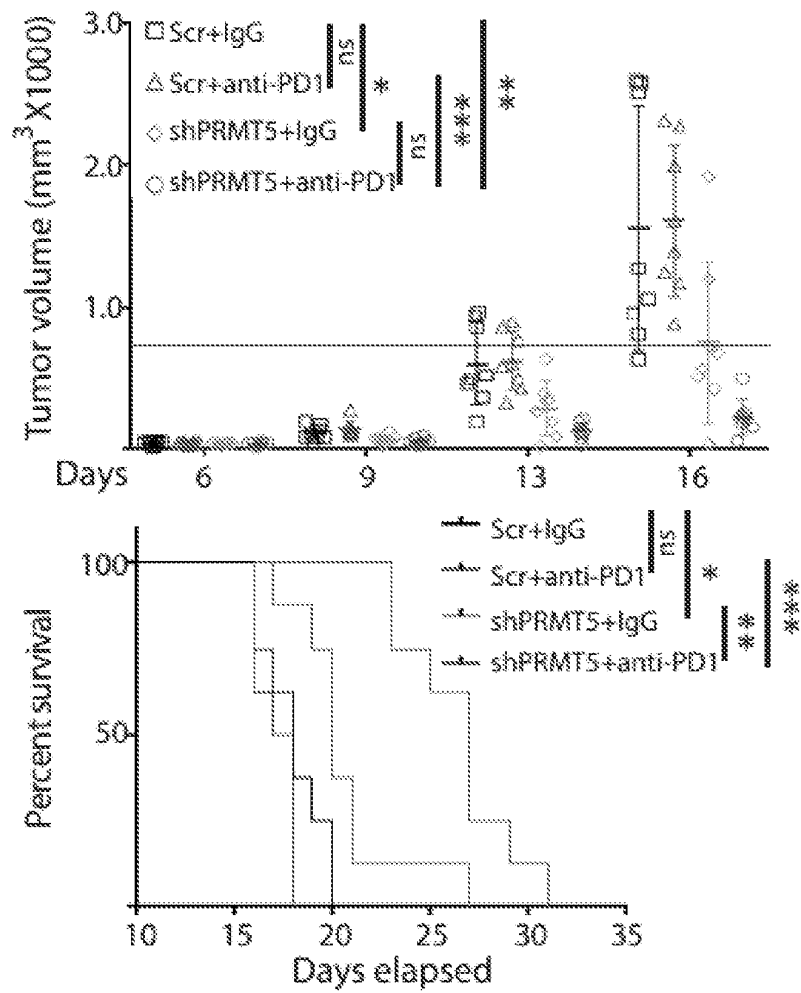 Tumor volume (mm³ X1000)
3.0
2.0
1.0
Scr+IgG
Scr+anti-PD1
shPRMT5+IgG
shPRMT5+anti-PD1
ns
*
ns
***
**
Days 6 9 13 16
Percent survival
100
50
Scr+IgG
Scr+anti-PD1
shPRMT5+IgG
shPRMT5+anti-PD1
ns
*
**
***
10 15 20 25 30 35
Days elapsed